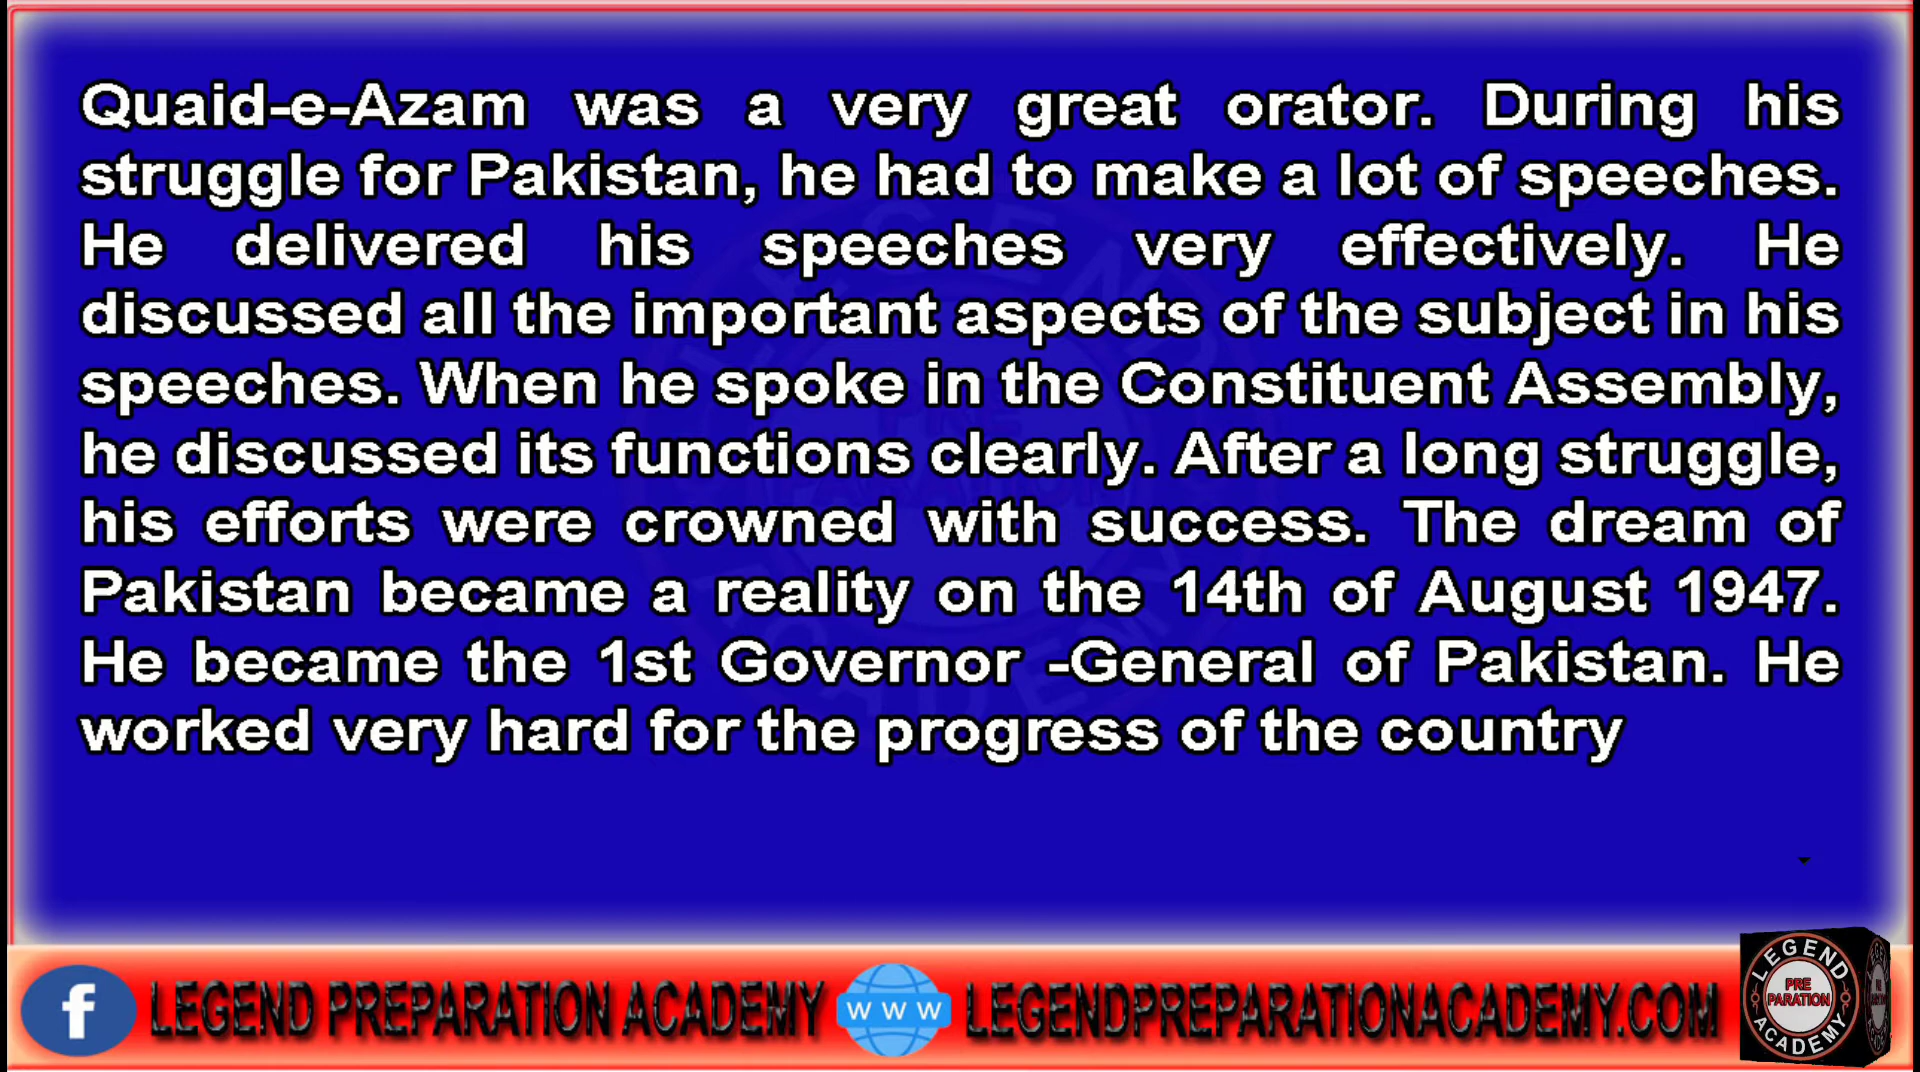 Quaid-e-Azam was a very great orator. During his
struggle for Pakistan, he had to make a lot of speeches.
He delivered his speeches very effectively. He
discussed all the important aspects of the subject in his
speeches. When he spoke in the Constituent Assembly,
he discussed its functions clearly. After a long struggle,
his efforts were crowned with success. The dream of
Pakistan became a reality on the 14th of August 1947.
He became the 1st Governor -General of Pakistan. He
worked very hard for the progress of the country
f LEGEND PREPARATION ACADEMY www LEGENDPREPARATIONACADEMY.COM
LEGEND
PRE
PARATION
ACADEMY